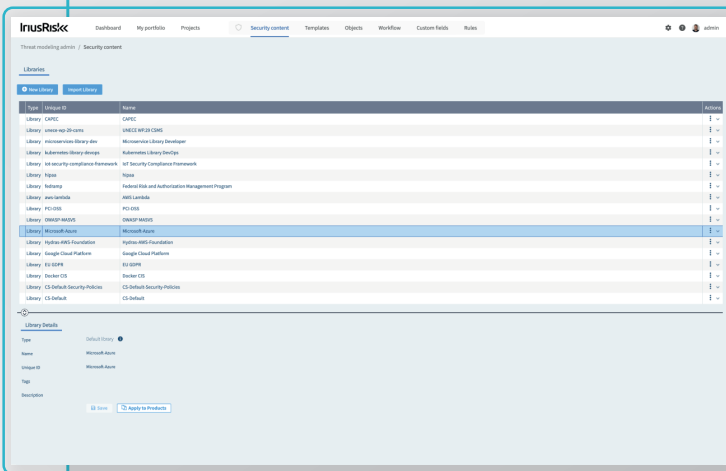 IriusRisk
Dashboard My portfolio Projects Security content Templates Objects Workflow Custom fields Rules admin
Threat modeling admin / Security content
Libraries
New Library Import Library
Type Unique ID Name Actions
Library CAPEC CAPEC
Library unece-wp-29-csms UNECE WP.29 CSMS
Library microservices-library-dev Microservice Library Developer
Library kubernetes-library-devops Kubernetes Library DevOps
Library iot-security-compliance-framework IoT Security Compliance Framework
Library hipaa hipaa
Library fedramp Federal Risk and Authorization Management Program
Library aws-lambda AWS Lambda
Library PCI-DSS PCI-DSS
Library OWASP-MASVS OWASP-MASVS
Library Microsoft-Azure Microsoft-Azure
Library Hydras-AWS-Foundation Hydras-AWS-Foundation
Library Google Cloud Platform Google Cloud Platform
Library EU-GDPR EU-GDPR
Library Docker CIS Docker CIS
Library CS-Default-Security-Policies CS-Default-Security-Policies
Library CS-Default CS-Default
Library Details
Type Default library
Name Microsoft-Azure
Unique ID Microsoft-Azure
Tags
Description
Save Apply to Products